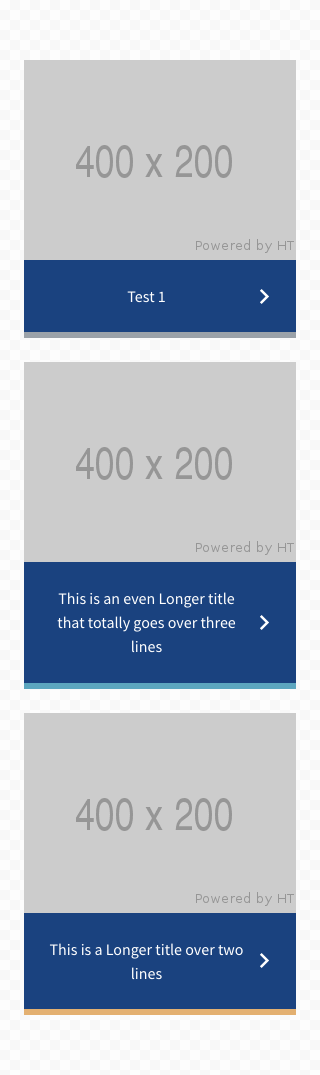 400 x 200
Powered by HT
Test 1
400 x 200
Powered by HT
This is an even Longer title
that totally goes over three
lines
400 x 200
Powered by HT
This is a Longer title over two
lines